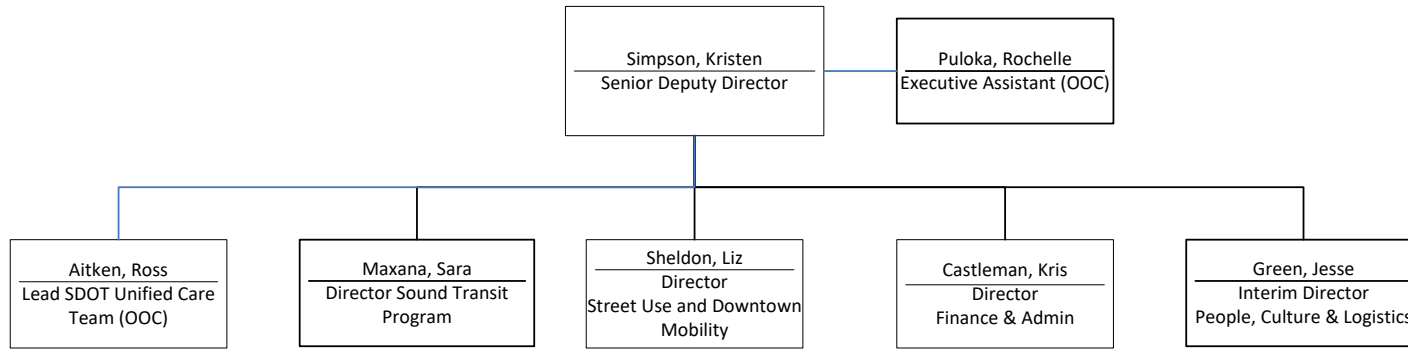 Simpson, Kristen
Senior Deputy Director
Puloka, Rochelle
Executive Assistant (OOC)
Aitken, Ross
Lead SDOT Unified Care
Team (OOC)
Maxana, Sara
Director Sound Transit
Program
Sheldon, Liz
Director
Street Use and Downtown
Mobility
Castleman, Kris
Director
Finance & Admin
Green, Jesse
Interim Director
People, Culture & Logistics